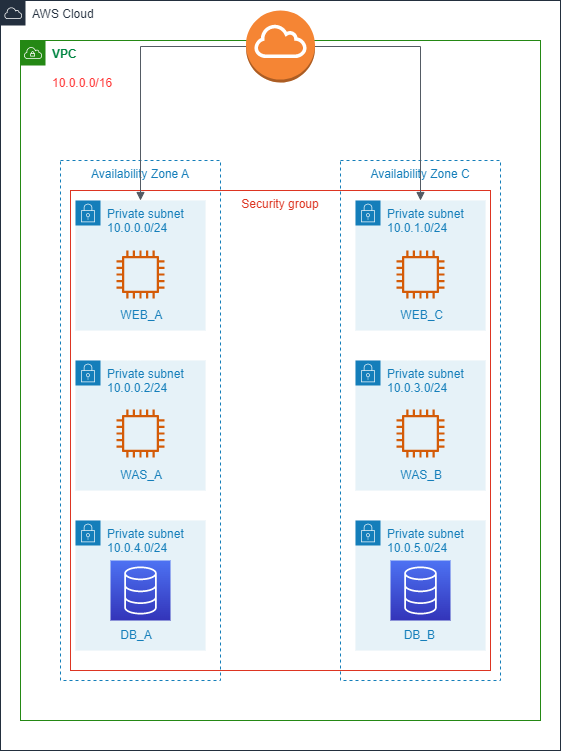 AWS Cloud
VPC
10.0.0.0/16
Availability Zone A
Availability Zone C
Security group
Private subnet
10.0.0.0/24
WEB_A
Private subnet
10.0.1.0/24
WEB_C
Private subnet
10.0.0.2/24
WAS_A
Private subnet
10.0.3.0/24
WAS_B
Private subnet
10.0.4.0/24
DB_A
Private subnet
10.0.5.0/24
DB_B